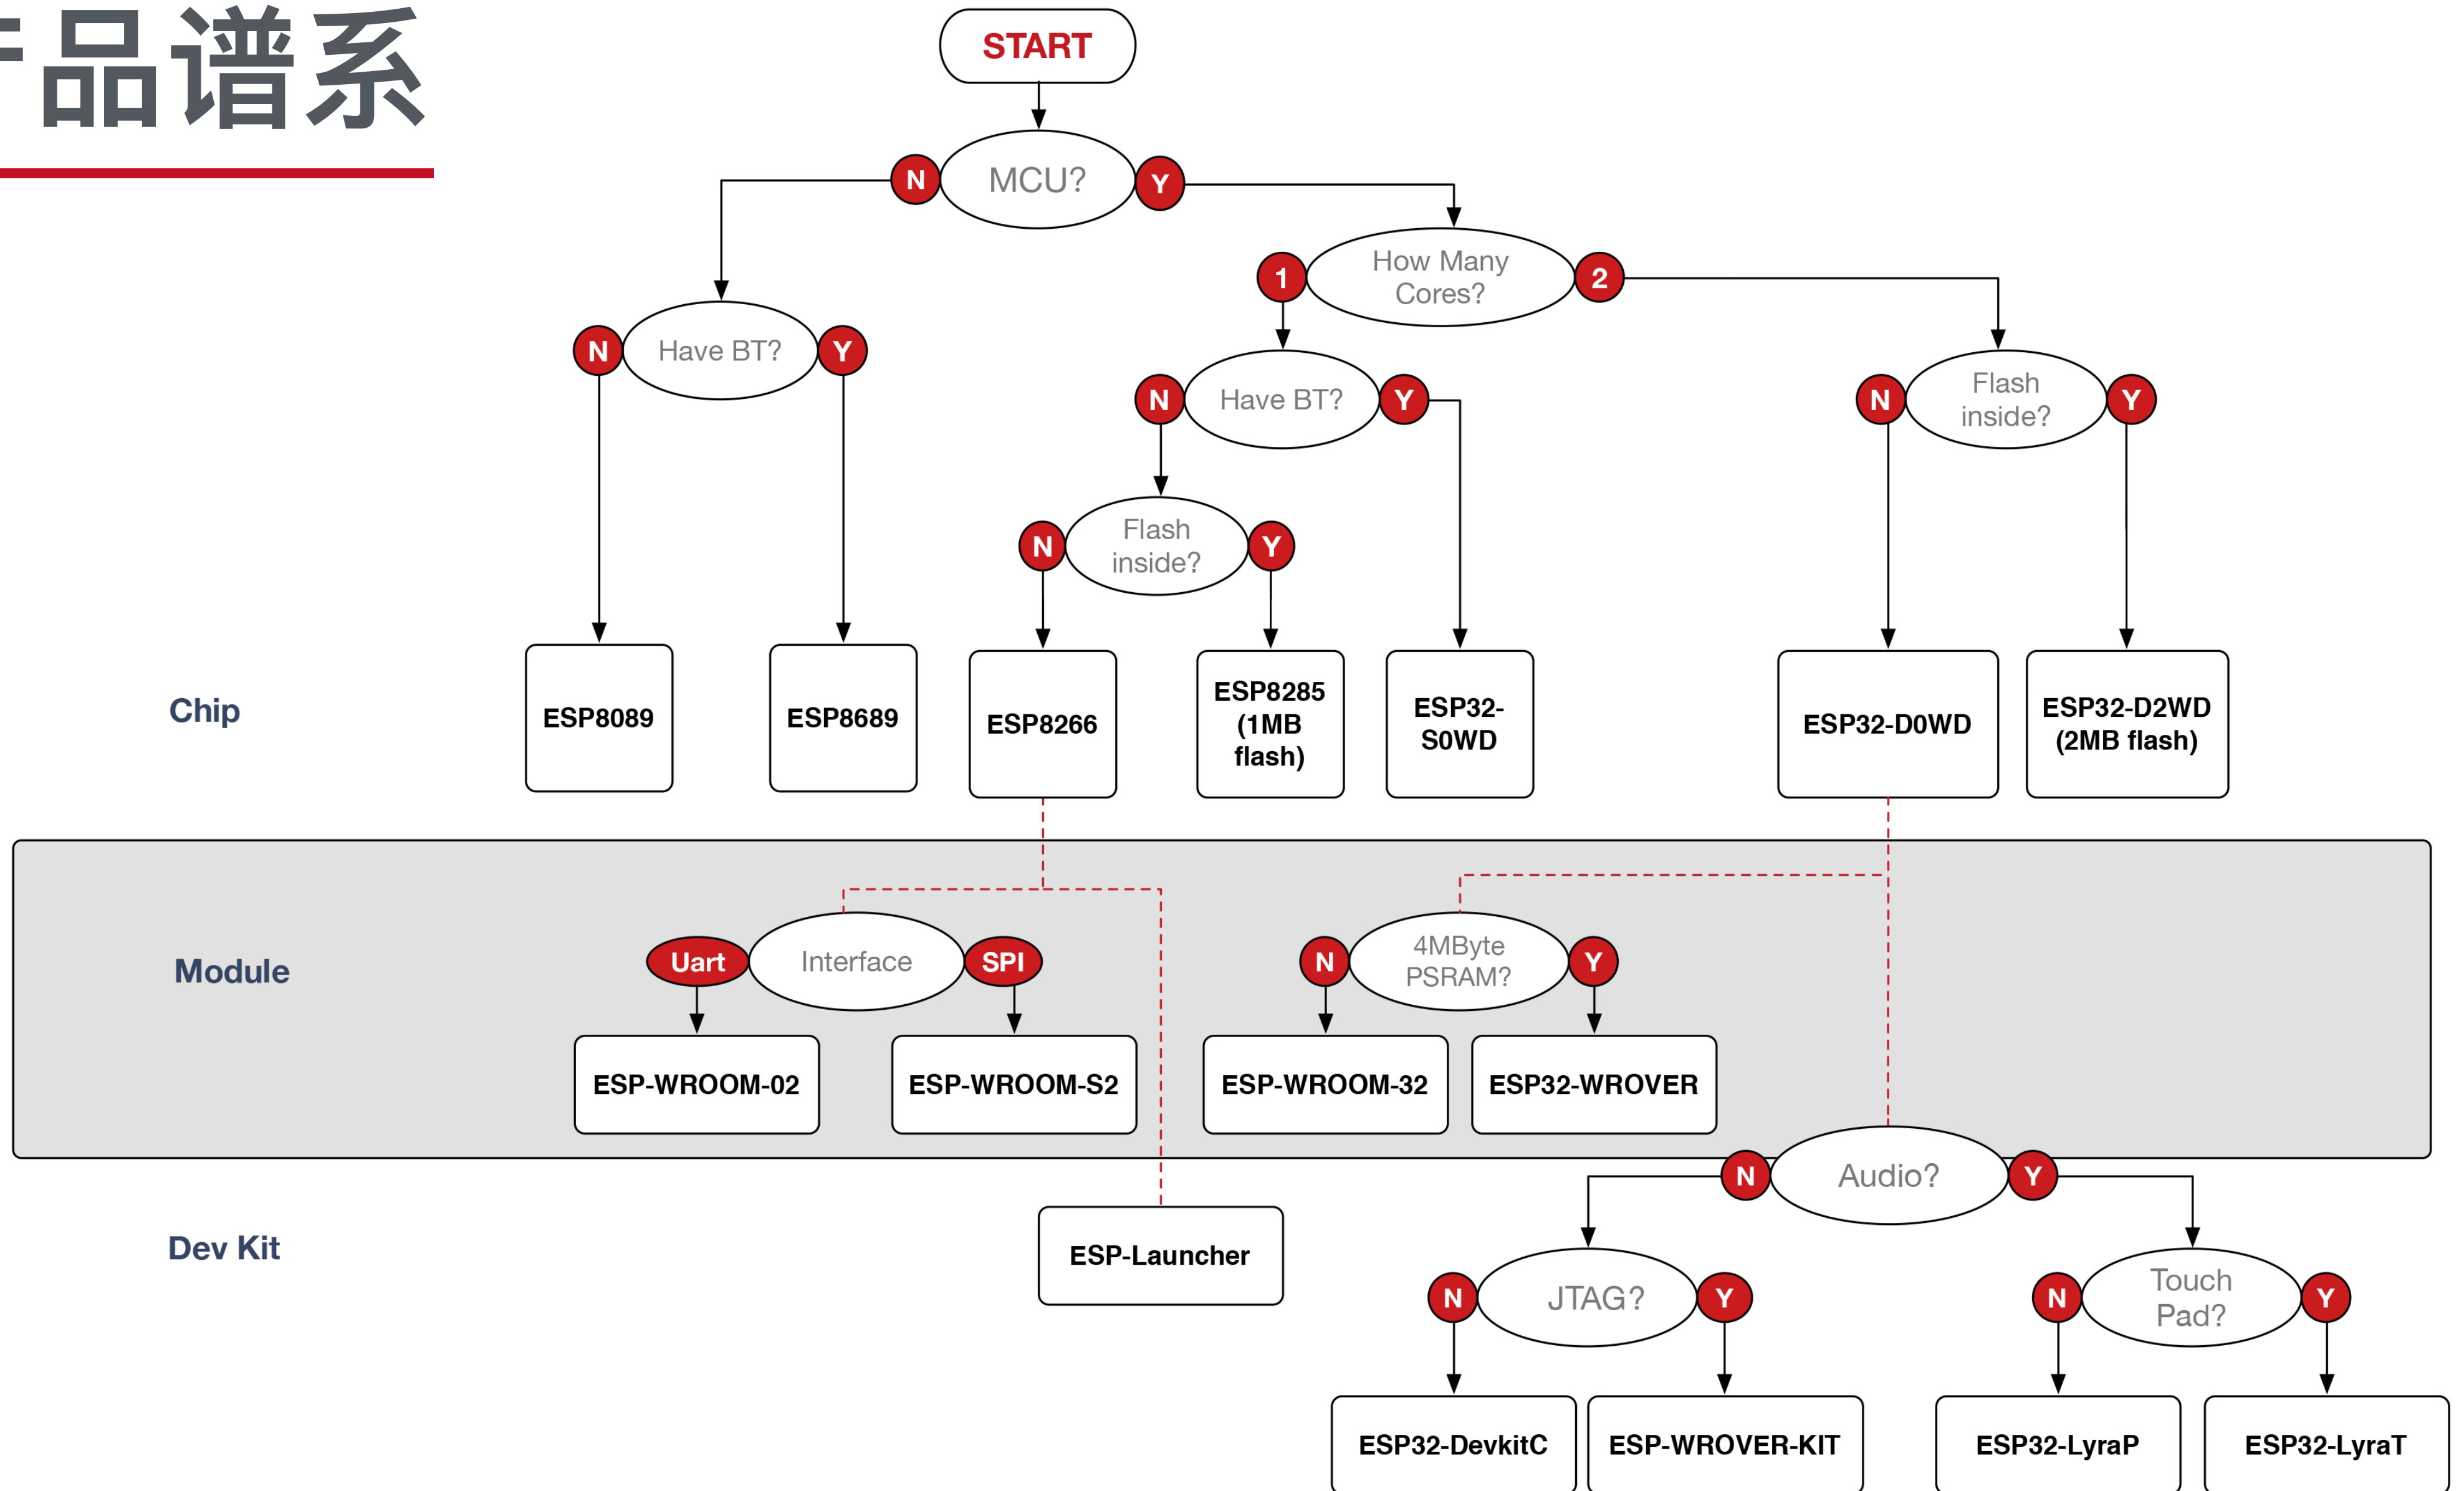 品谱系
START
N
MCU?
Y
1
How Many
Cores?
2
N
Have BT?
Y
N
Have BT?
Y
N
Flash
inside?
Y
N
Flash
inside?
Y
Chip
ESP8089
ESP8689
ESP8266
ESP8285
(1MB
flash)
ESP32-
S0WD
ESP32-D0WD
ESP32-D2WD
(2MB flash)
Module
Uart
Interface
SPI
N
4MByte
PSRAM?
Y
ESP-WROOM-02
ESP-WROOM-S2
ESP-WROOM-32
ESP32-WROVER
N
Audio?
Y
Dev Kit
ESP-Launcher
N
JTAG?
Y
N
Touch
Pad?
Y
ESP32-DevkitC
ESP-WROVER-KIT
ESP32-LyraP
ESP32-LyraT